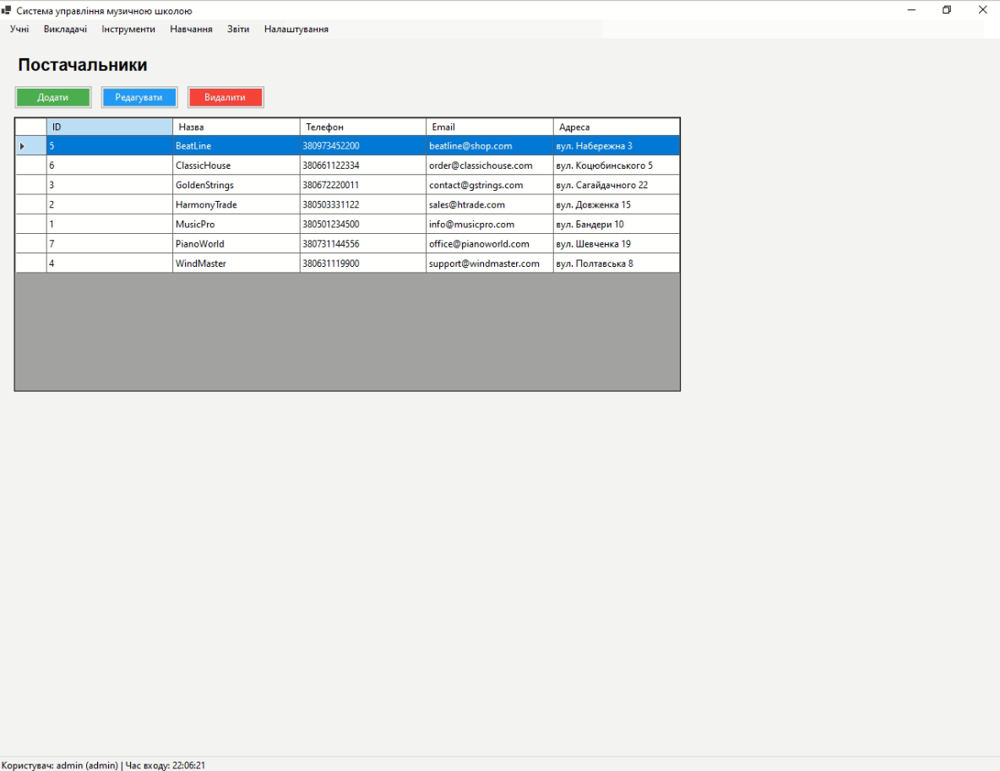 Система управління музичною школою
Учні Викладачі Інструменти Навчання Звіти Налаштування
Постачальники
Додати Редагувати Видалити
ID Назва Телефон Email Адреса
5 BeatLine 380973452200 beatline@shop.com вул. Набережна 3
6 ClassicHouse 380661122334 order@classichouse.com вул. Коцюбинського 5
3 GoldenStrings 380672220011 contact@gstrings.com вул. Сагайдачного 22
2 HarmonyTrade 380503331122 sales@htrade.com вул. Довженка 15
1 MusicPro 380501234500 info@musicpro.com вул. Бандери 10
7 PianoWorld 380731144556 office@pianoworld.com вул. Шевченка 19
4 WindMaster 380631119900 support@windmaster.com вул. Полтавська 8
Користувач: admin (admin) | Час входу: 22:06:21